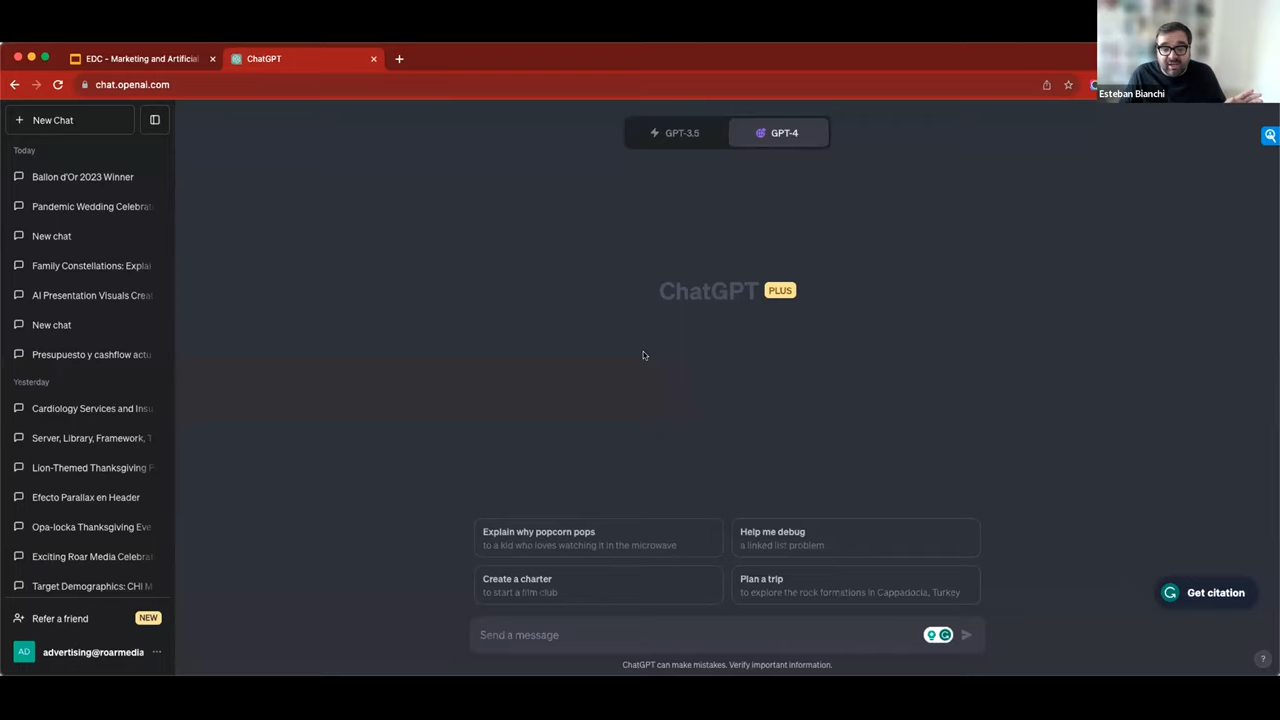 EDC - Marketing and Artificial
ChatGPT
chat.openai.com
Esteban Bianchi
New Chat
GPT-3.5
GPT-4
Today
Ballon d'Or 2023 Winner
Pandemic Wedding Celebrat
New chat
Family Constellations: Explai
AI Presentation Visuals Creat
New chat
Presupuesto y cashflow actu
Yesterday
Cardiology Services and Insu
Server, Library, Framework, T
Lion-Themed Thanksgiving F
Efecto Parallax en Header
Opa-locka Thanksgiving Eve
Exciting Roar Media Celebra
Target Demographics: CHI M
Refer a friend
NEW
AD
advertising@roarmedia
ChatGPT PLUS
Explain why popcorn pops
to a kid who loves watching it in the microwave
Help me debug
a linked list problem
Create a charter
to start a film club
Plan a trip
to explore the rock formations in Cappadocia, Turkey
Get citation
Send a message
ChatGPT can make mistakes. Verify important information.
?